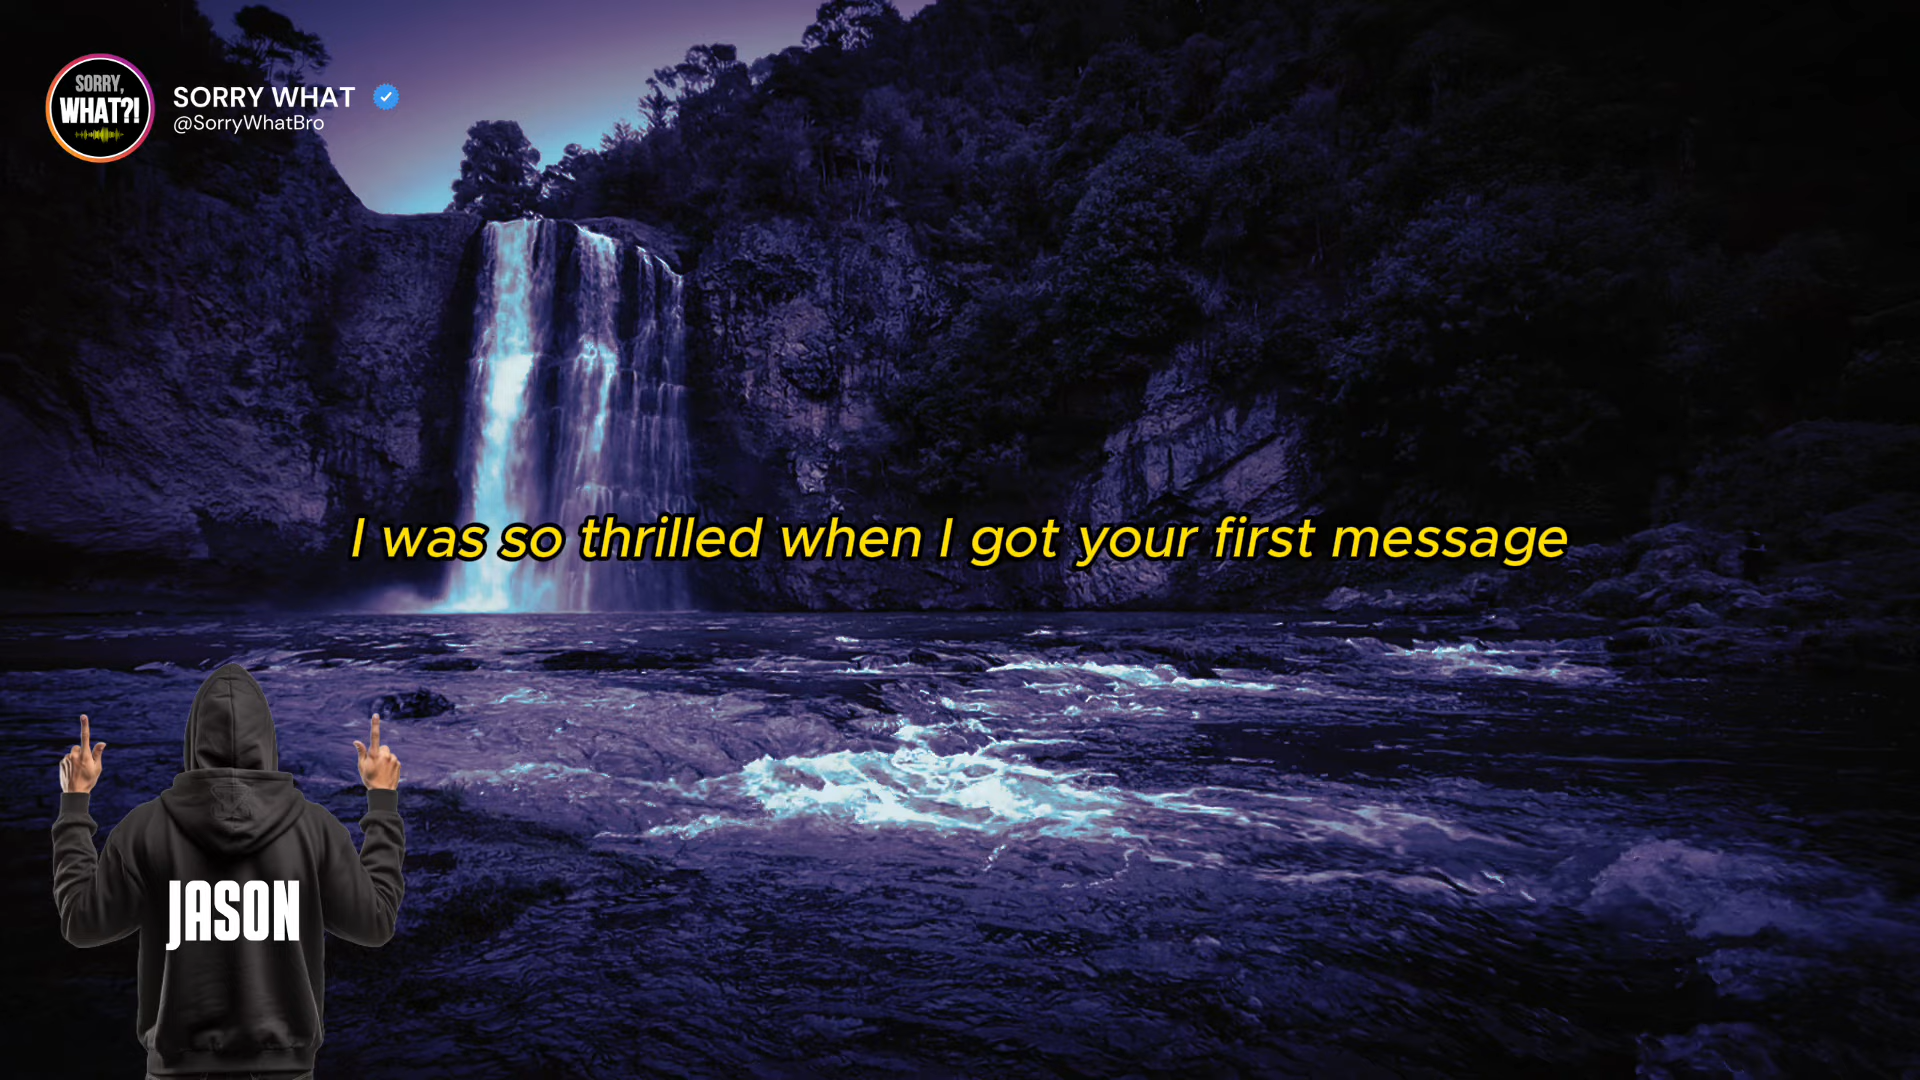 SORRY,
WHAT?!
SORRY WHAT
@SorryWhatBro
I was so thrilled when I got your first message
JASON